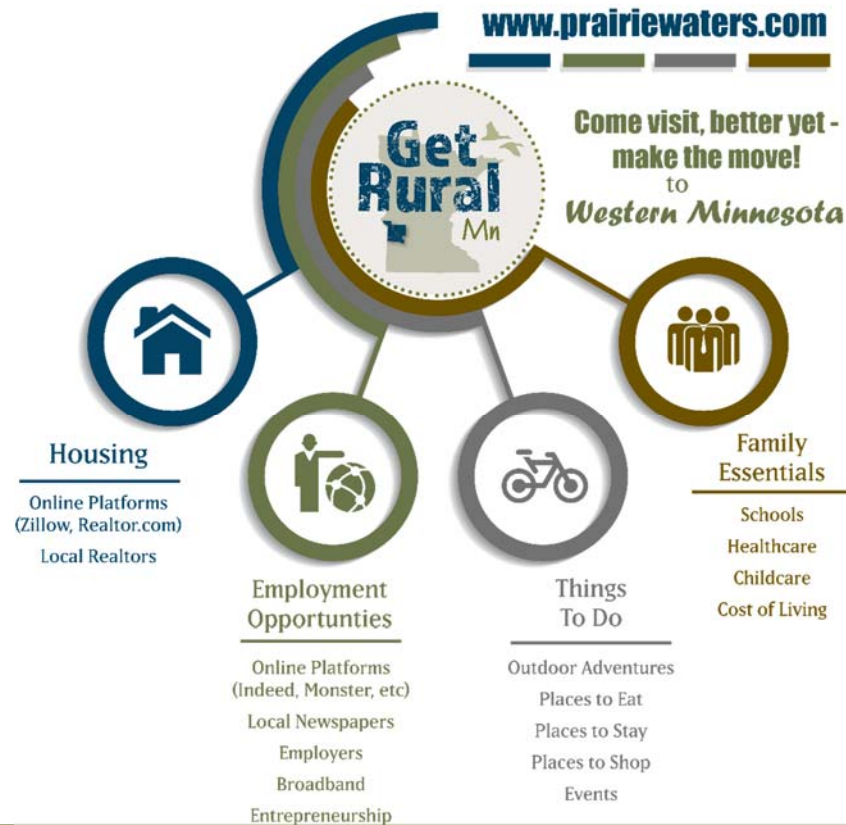 www.prairiewaters.com
Get
Rural
Mn
Come visit, better yet -
make the move!
to
Western Minnesota
Housing
Online Platforms
(Zillow, Realtor.com)
Local Realtors
Employment
Opportunties
Online Platforms
(Indeed, Monster, etc)
Local Newspapers
Employers
Broadband
Entrepreneurship
Things
To Do
Outdoor Adventures
Places to Eat
Places to Stay
Places to Shop
Events
Family
Essentials
Schools
Healthcare
Childcare
Cost of Living